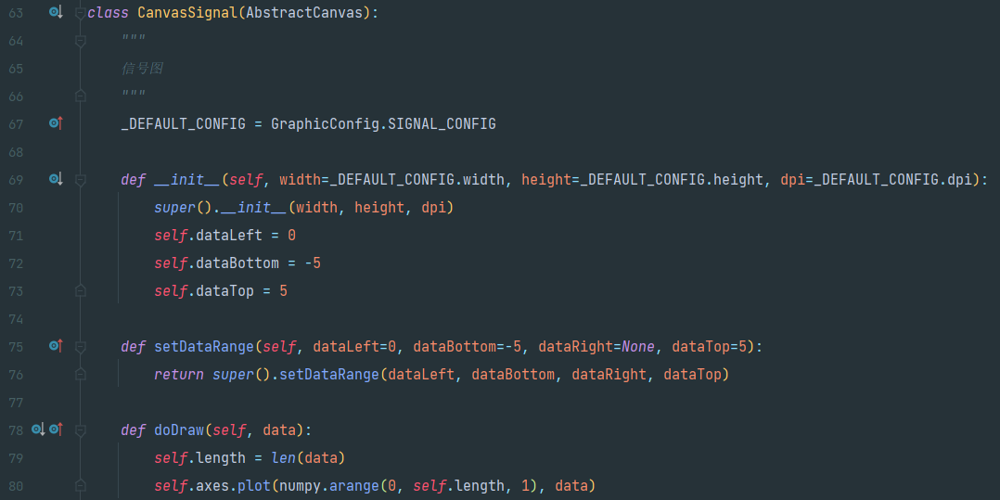 63 class CanvasSignal(AbstractCanvas):
64     """
65     信号图
66     """
67     _DEFAULT_CONFIG = GraphicConfig.SIGNAL_CONFIG
68
69     def __init__(self, width=_DEFAULT_CONFIG.width, height=_DEFAULT_CONFIG.height, dpi=_DEFAULT_CONFIG.dpi):
70         super().__init__(width, height, dpi)
71         self.dataLeft = 0
72         self.dataBottom = -5
73         self.dataTop = 5
74
75     def setDataRange(self, dataLeft=0, dataBottom=-5, dataRight=None, dataTop=5):
76         return super().setDataRange(dataLeft, dataBottom, dataRight, dataTop)
77
78     def doDraw(self, data):
79         self.length = len(data)
80         self.axes.plot(numpy.arange(0, self.length, 1), data)